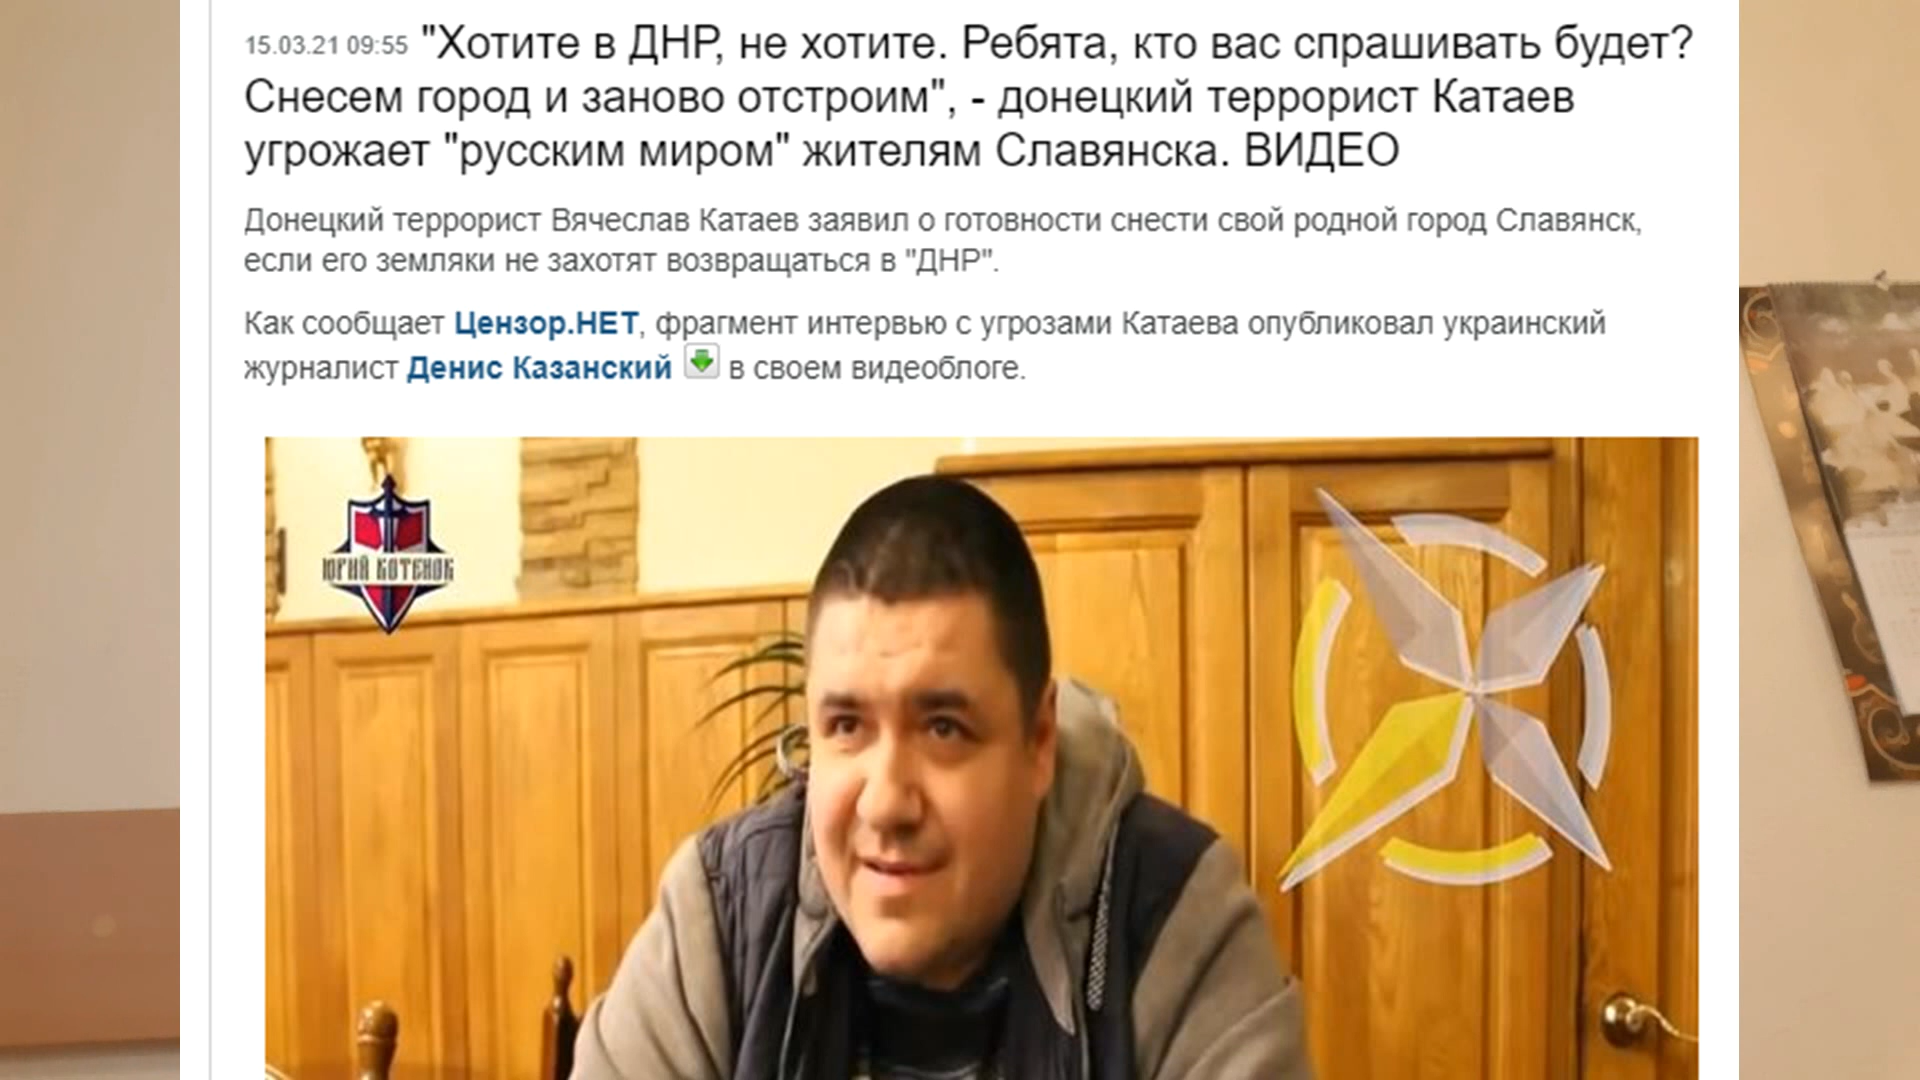 15.03.21 09:55 "Хотите в ДНР, не хотите. Ребята, кто вас спрашивать будет?
Снесем город и заново отстроим", - донецкий террорист Катаев
угрожает "русским миром" жителям Славянска. ВИДЕО
Донецкий террорист Вячеслав Катаев заявил о готовности снести свой родной город Славянск,
если его земляки не захотят возвращаться в "ДНР".
Как сообщает Цензор.НЕТ, фрагмент интервью с угрозами Катаева опубликовал украинский
журналист Денис Казанский в своем видеоблоге.
ЮРИЙ КОТЕНОК